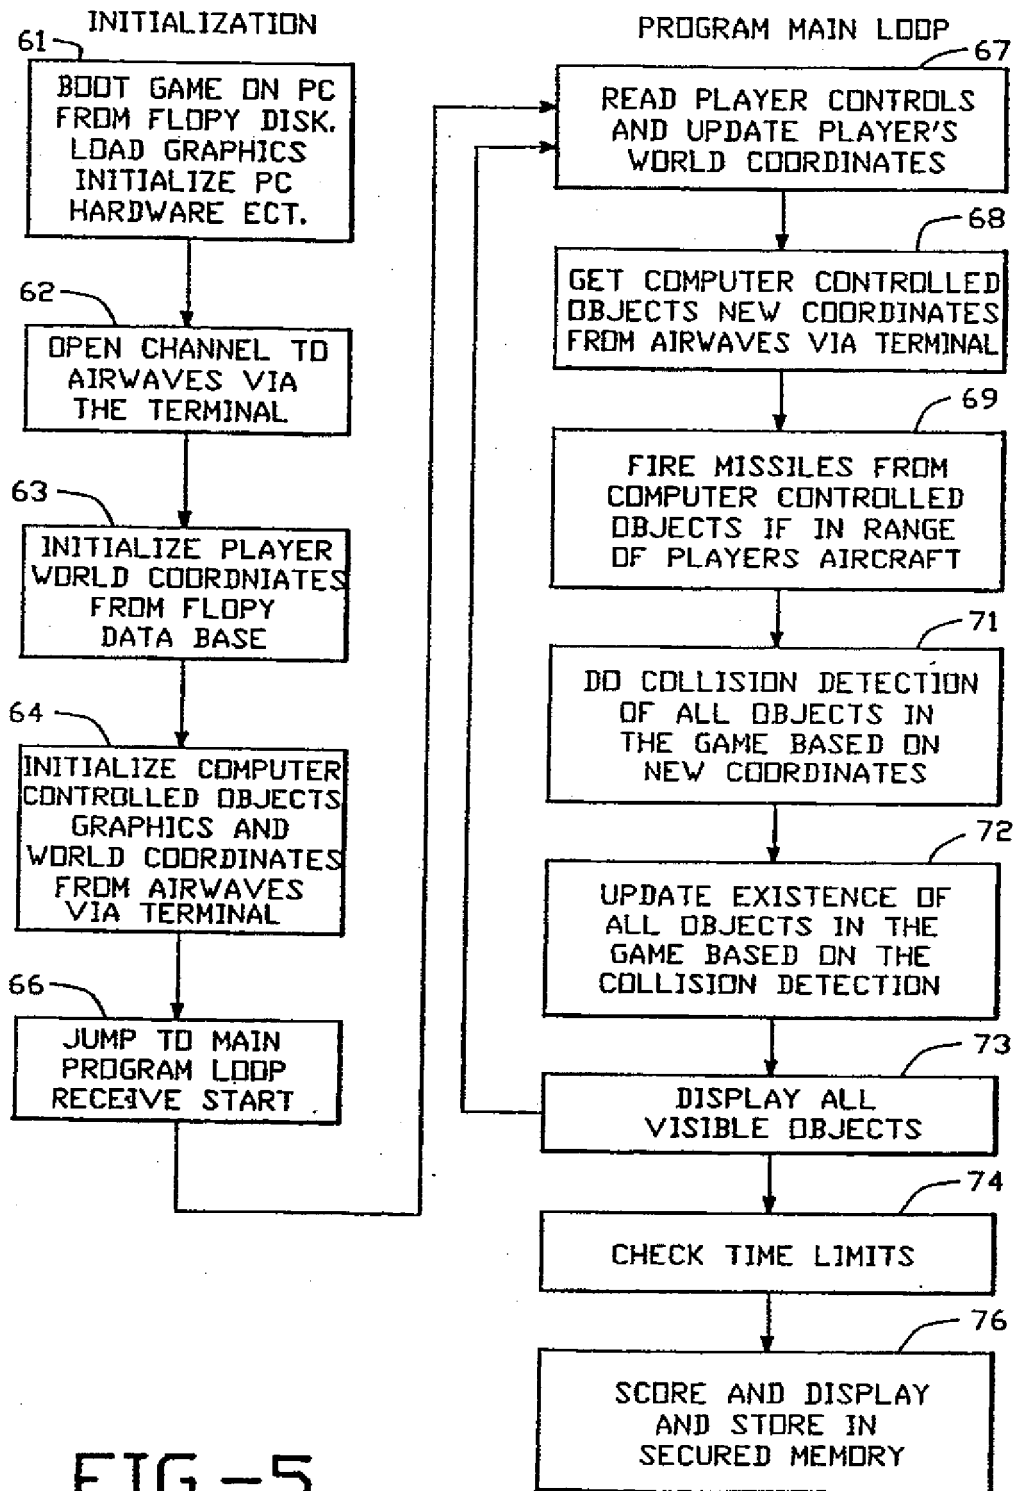 INITIALIZATION
61
BOOT GAME ON PC
FROM FLOPY DISK.
LOAD GRAPHICS
INITIALIZE PC
HARDWARE ECT.
62
OPEN CHANNEL TO
AIRWAVES VIA
THE TERMINAL
63
INITIALIZE PLAYER
WORLD COORDNIATES
FROM FLOPY
DATA BASE
64
INITIALIZE COMPUTER
CONTROLLED OBJECTS
GRAPHICS AND
WORLD COORDINATES
FROM AIRWAVES
VIA TERMINAL
66
JUMP TO MAIN
PROGRAM LOOP
RECEIVE START
PROGRAM MAIN LOOP
67
READ PLAYER CONTROLS
AND UPDATE PLAYER'S
WORLD COORDINATES
68
GET COMPUTER CONTROLLED
OBJECTS NEW COORDINATES
FROM AIRWAVES VIA TERMINAL
69
FIRE MISSILES FROM
COMPUTER CONTROLLED
OBJECTS IF IN RANGE
OF PLAYERS AIRCRAFT
71
DO COLLISION DETECTION
OF ALL OBJECTS IN
THE GAME BASED ON
NEW COORDINATES
72
UPDATE EXISTENCE OF
ALL OBJECTS IN THE
GAME BASED ON THE
COLLISION DETECTION
73
DISPLAY ALL
VISIBLE OBJECTS
74
CHECK TIME LIMITS
76
SCORE AND DISPLAY
AND STORE IN
SECURED MEMORY
FIG-5